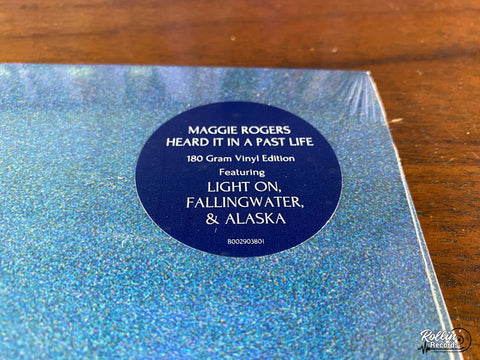 MAGGIE ROGERS
HEARD IT IN A PAST LIFE
180 Gram Vinyl Edition
Featuring
LIGHT ON,
FALLINGWATER,
& ALASKA
B002903801
Rollin'
Records